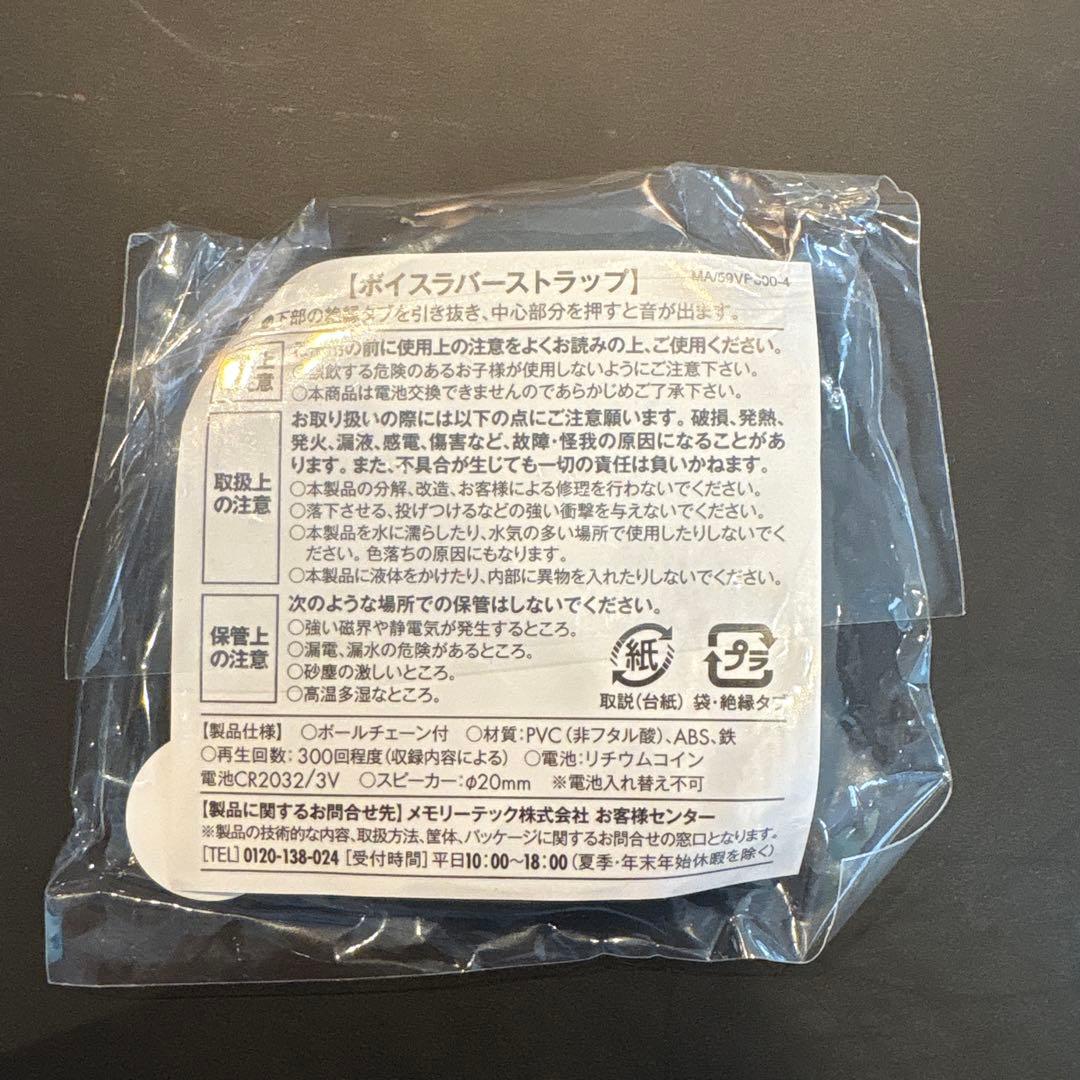 【ボイスラバーストラップ】
下部の絶縁タブを引き抜き、中心部分を押すと音が出ます。
の前に使用上の注意をよくお読みの上、ご使用ください。
飲する危険のあるお子様が使用しないようにご注意下さい。
○本商品は電池交換できませんのであらかじめご了承下さい。
取扱上
の注意
お取り扱いの際には以下の点にご注意願います。破損、発熱、
発火、漏液、感電、傷害など、故障・怪我の原因になることがあ
ります。また、不具合が生じても一切の責任は負いかねます。
○本製品の分解、改造、お客様による修理を行わないでください。
○落下させる、投げつけるなどの強い衝撃を与えないでください。
○本製品を水に濡らしたり、水気の多い場所で使用したりしないでく
ださい。色落ちの原因にもなります。
○本製品に液体をかけたり、内部に異物を入れたりしないでください。
保管上
の注意
次のような場所での保管はしないでください。
○強い磁界や静電気が発生するところ。
○漏電、漏水の危険があるところ。
○砂塵の激しいところ。
○高温多湿なところ。
紙
プラ
取説(台紙) 袋・絶縁タブ
【製品仕様】 ○ボールチェーン付 ○材質:PVC(非フタル酸)、ABS、鉄
○再生回数:300回程度(収録内容による) ○電池:リチウムコイン
電池CR2032/3V ○スピーカー:φ20mm ※電池入れ替え不可
【製品に関するお問合せ先】メモリーテック株式会社 お客様センター
※製品の技術的な内容、取扱方法、筐体、パッケージに関するお問合せの窓口となります。
[TEL]0120-138-024 [受付時間]平日10:00～18:00(夏季・年末年始休暇を除く)